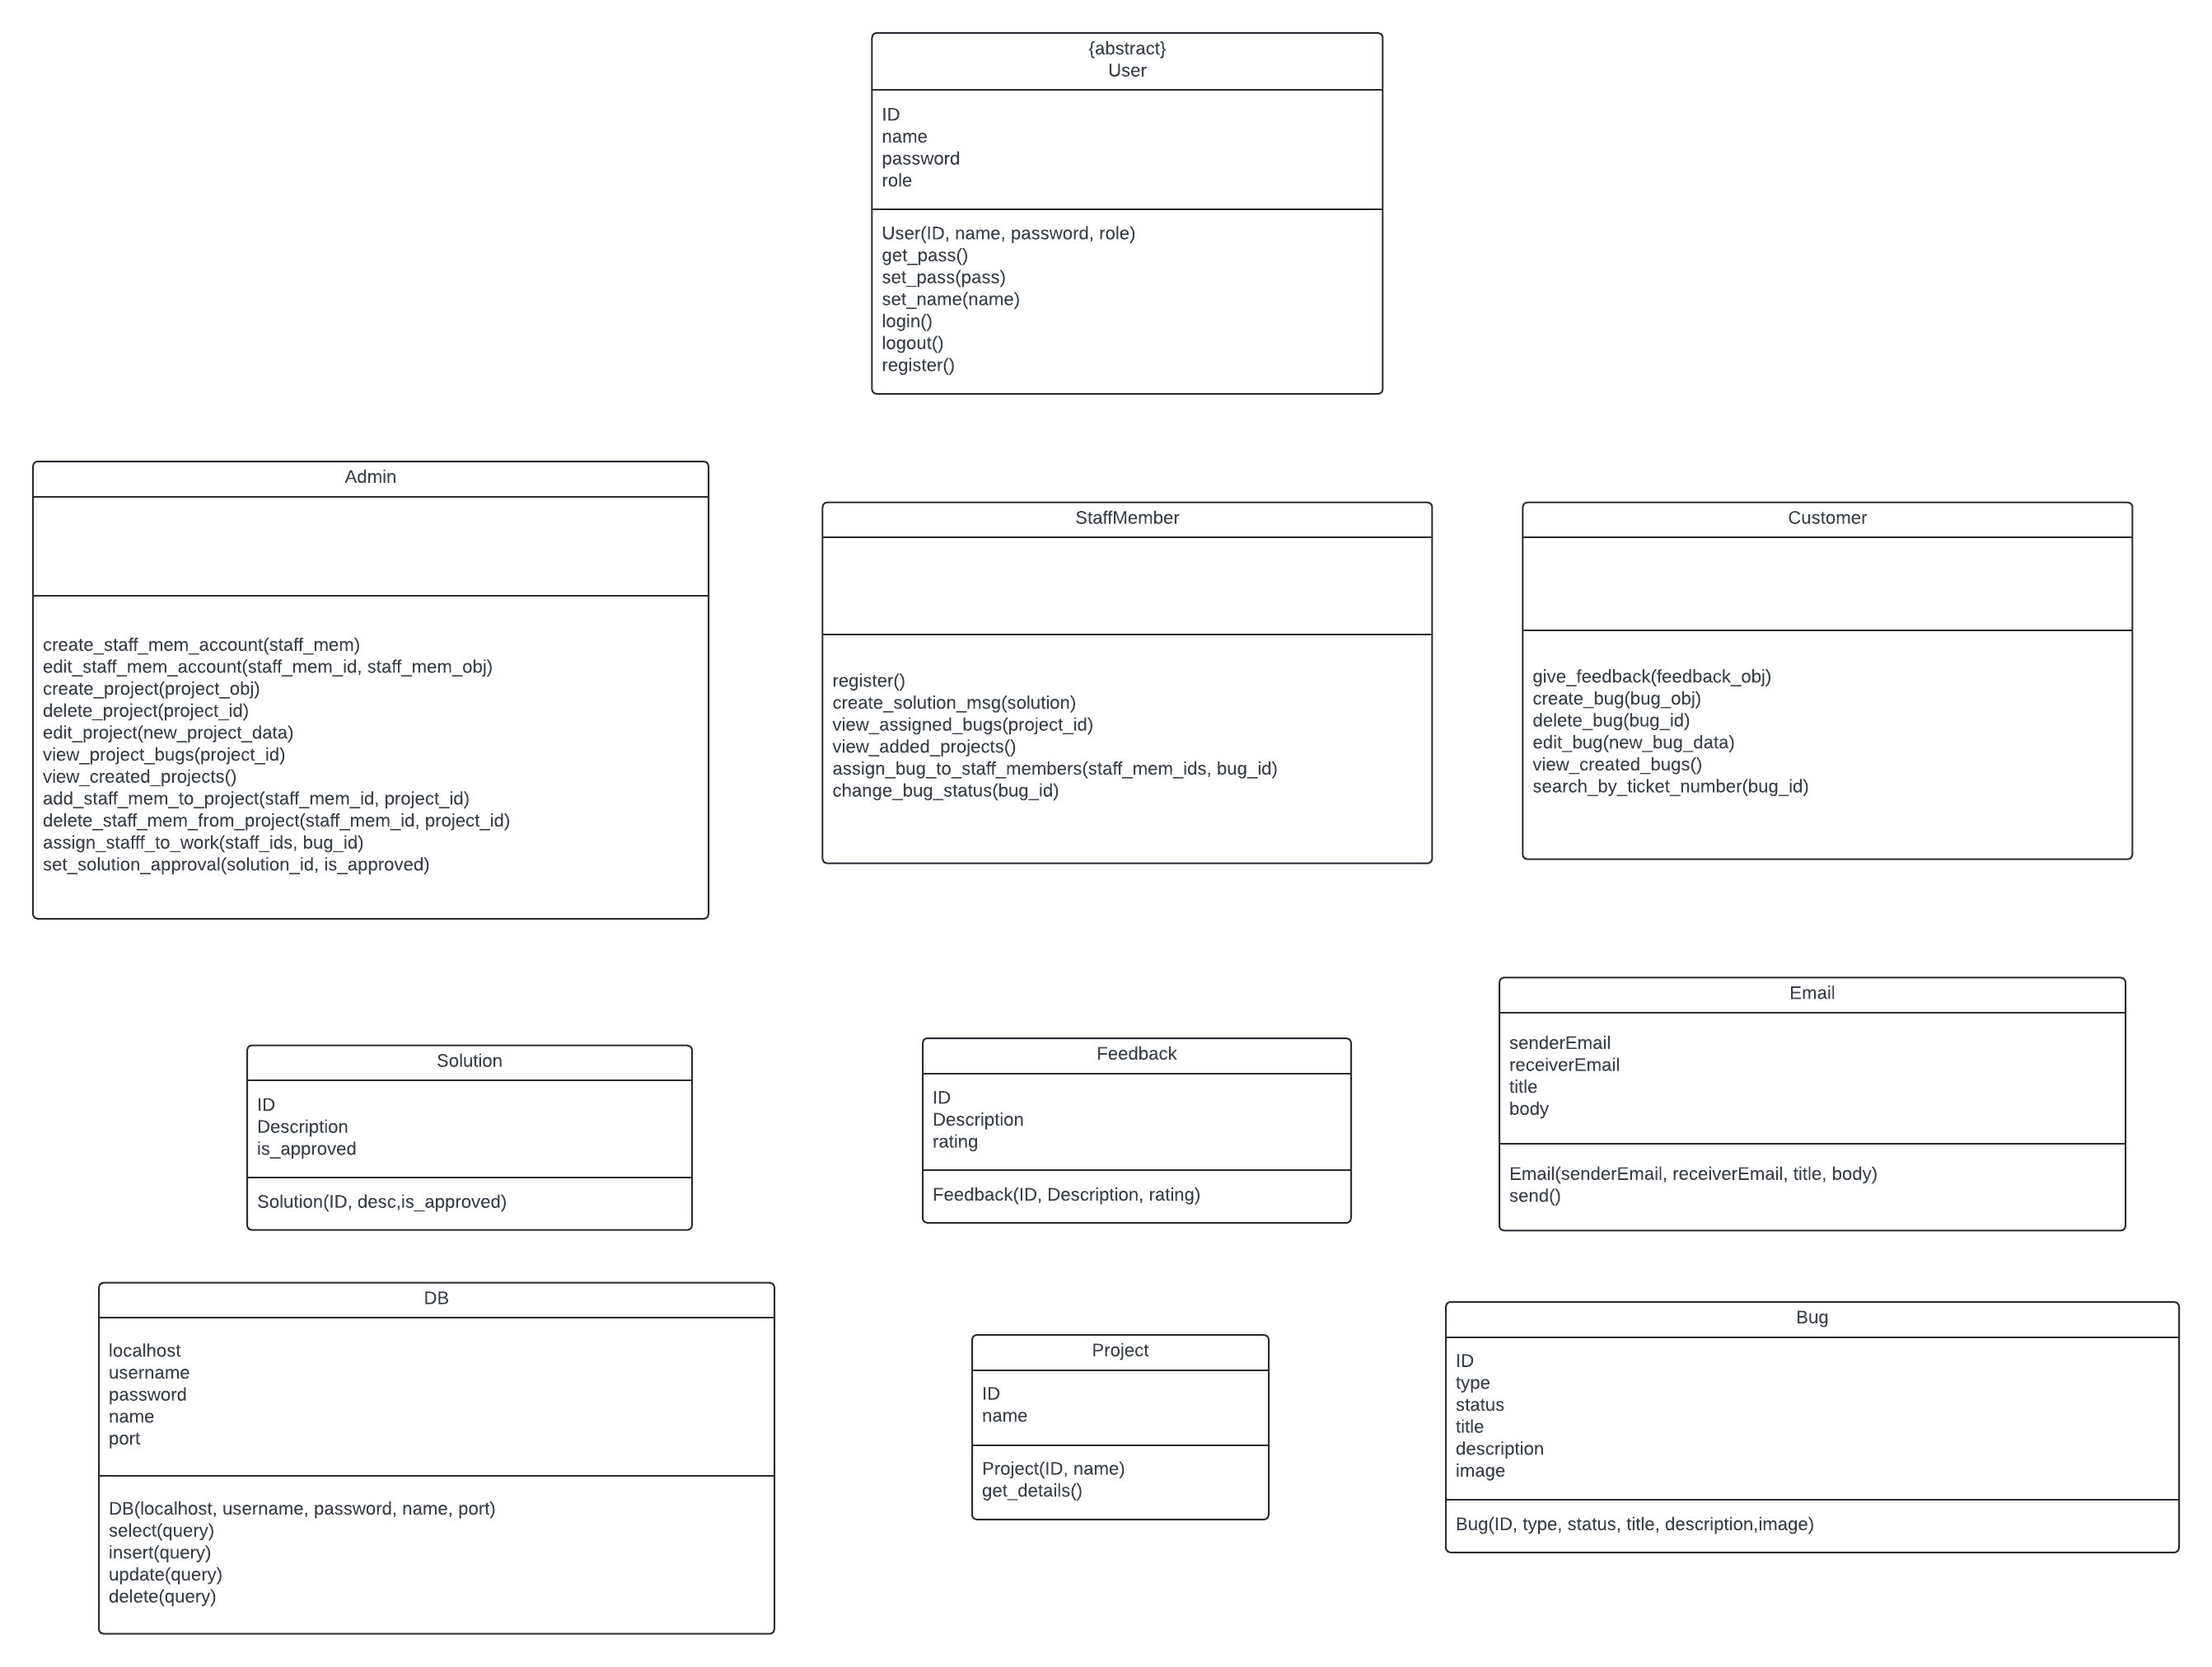 {abstract}
User
ID
name
password
role
User(ID, name, password, role)
get_pass()
set_pass(pass)
set_name(name)
login()
logout()
register()
Admin
create_staff_mem_account(staff_mem)
edit_staff_mem_account(staff_mem_id, staff_mem_obj)
create_project(project_obj)
delete_project(project_id)
edit_project(new_project_data)
view_project_bugs(project_id)
view_created_projects()
add_staff_mem_to_project(staff_mem_id, project_id)
delete_staff_mem_from_project(staff_mem_id, project_id)
assign_stafff_to_work(staff_ids, bug_id)
set_solution_approval(solution_id, is_approved)
StaffMember
register()
create_solution_msg(solution)
view_assigned_bugs(project_id)
view_added_projects()
assign_bug_to_staff_members(staff_mem_ids, bug_id)
change_bug_status(bug_id)
Customer
give_feedback(feedback_obj)
create_bug(bug_obj)
delete_bug(bug_id)
edit_bug(new_bug_data)
view_created_bugs()
search_by_ticket_number(bug_id)
Solution
ID
Description
is_approved
Solution(ID, desc,is_approved)
Feedback
ID
Description
rating
Feedback(ID, Description, rating)
Email
senderEmail
receiverEmail
title
body
Email(senderEmail, receiverEmail, title, body)
send()
DB
localhost
username
password
name
port
DB(localhost, username, password, name, port)
select(query)
insert(query)
update(query)
delete(query)
Project
ID
name
Project(ID, name)
get_details()
Bug
ID
type
status
title
description
image
Bug(ID, type, status, title, description,image)